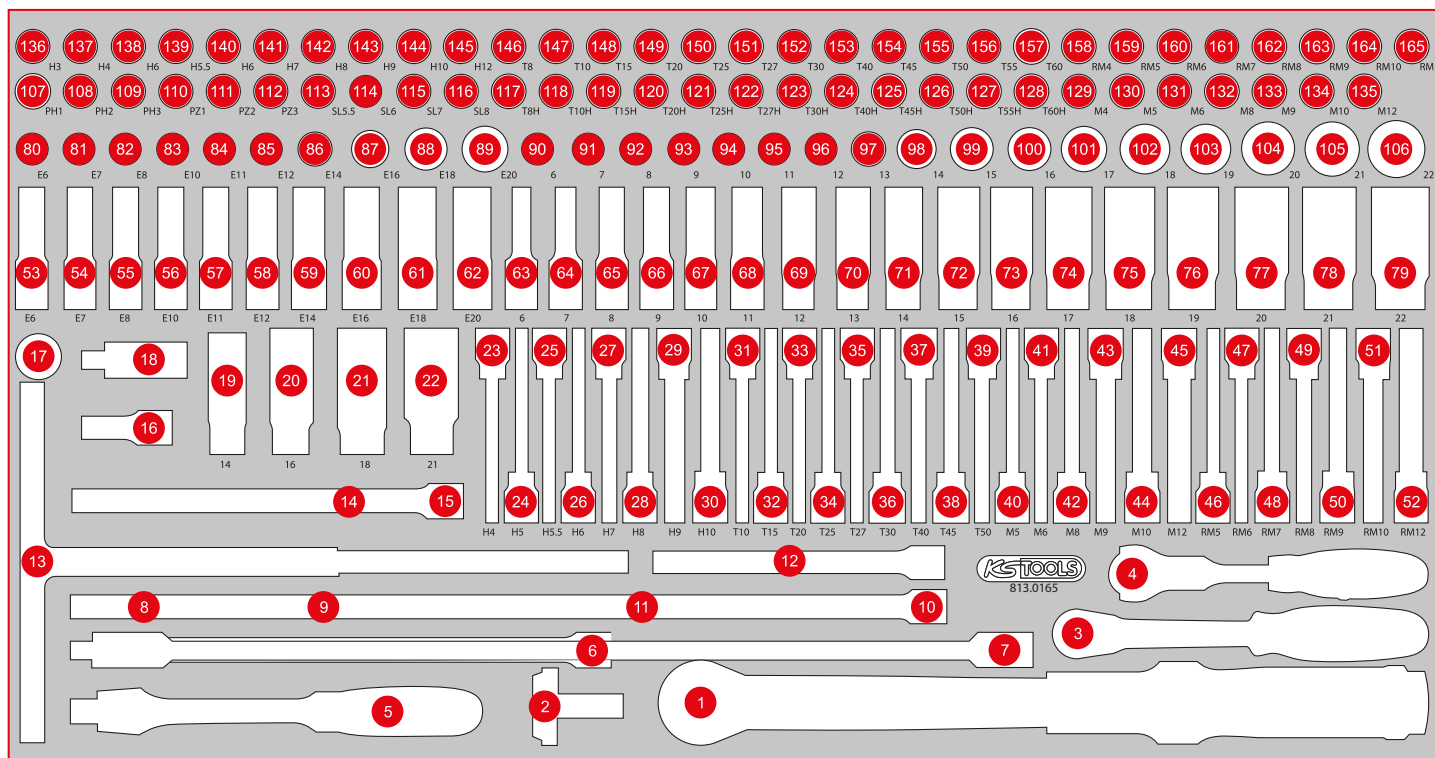 136 137 138 139 140 141 142 143 144 145 146 147 148 149 150 151 152 153 154 155 156 157 158 159 160 161 162 163 164 165
H3 H4 H6 H5.5 H6 H7 H8 H9 H10 H12 T8 T10 T15 T20 T25 T27 T30 T40 T45 T50 T55 T60 RM4 RM5 RM6 RM7 RM8 RM9 RM10 RM
107 108 109 110 111 112 113 114 115 116 117 118 119 120 121 122 123 124 125 126 127 128 129 130 131 132 133 134 135
PH1 PH2 PH3 PZ1 PZ2 PZ3 SL5.5 SL6 SL7 SL8 T8H T10H T15H T20H T25H T27H T30H T40H T45H T50H T55H T60H M4 M5 M6 M8 M9 M10 M12
80 81 82 83 84 85 86 87 88 89 90 91 92 93 94 95 96 97 98 99 100 101 102 103 104 105 106
E6 E7 E8 E10 E11 E12 E14 E16 E18 E20 6 7 8 9 10 11 12 13 14 15 16 17 18 19 20 21 22
53 54 55 56 57 58 59 60 61 62 63 64 65 66 67 68 69 70 71 72 73 74 75 76 77 78 79
E6 E7 E8 E10 E11 E12 E14 E16 E18 E20 6 7 8 9 10 11 12 13 14 15 16 17 18 19 20 21 22
17 18 23 25 27 29 31 33 35 37 39 41 43 45 47 49 51
19 20 21 22
16
14 16 18 21
14 15 24 26 28 30 32 34 36 38 40 42 44 46 48 50 52
H4 H5 H5.5 H6 H7 H8 H9 H10 T10 T15 T20 T25 T27 T30 T40 T45 T50 M5 M6 M8 M9 M10 M12 RM5 RM6 RM7 RM8 RM9 RM10 RM12
13 12 4
KS TOOLS
813.0165
8 9 11 10
3
6 7
5 2 1